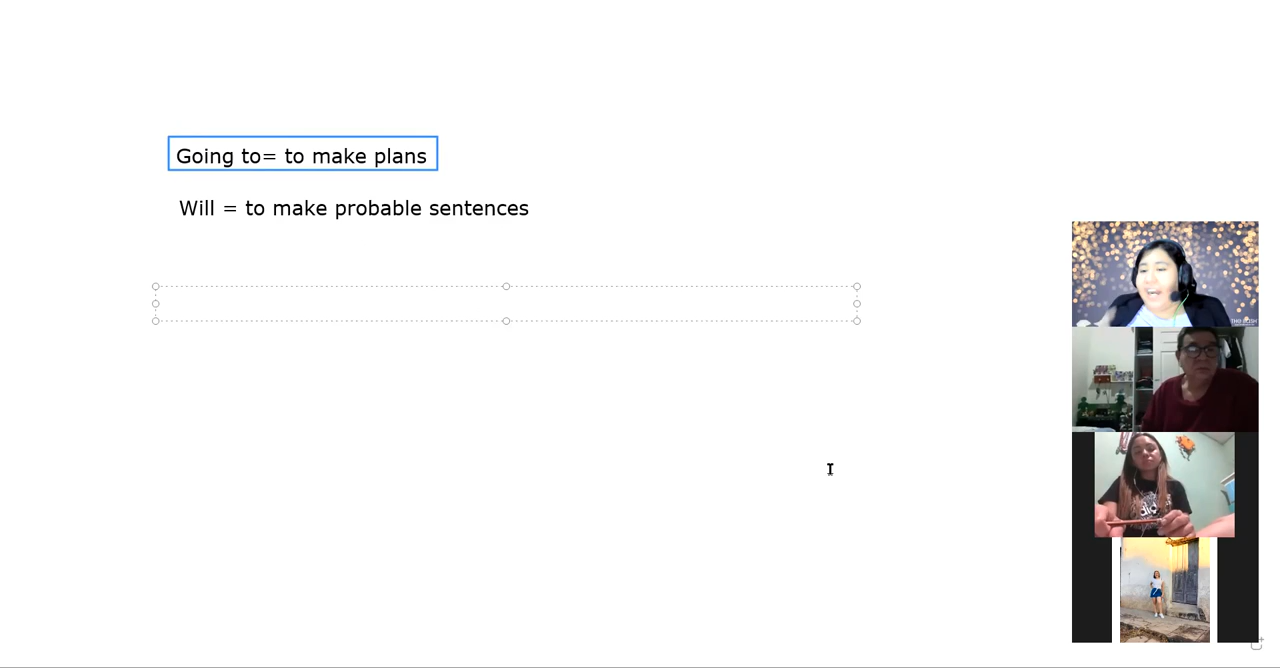 Going to= to make plans
Will = to make probable sentences